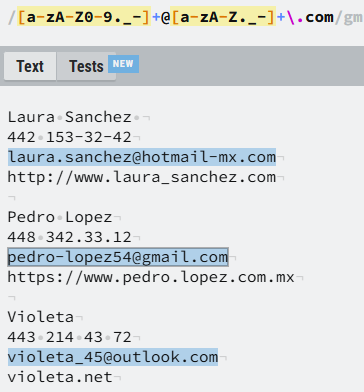 /[a-zA-Z0-9._-]+@[a-zA-Z._-]+\.com/gm
Text Tests NEW
Laura·Sanchez·¬
442·153-32-42¬
laura.sanchez@hotmail-mx.com¬
http://www.laura_sanchez.com¬
¬
Pedro·Lopez¬
448·342.33.12¬
pedro-lopez54@gmail.com¬
https://www.pedro.lopez.com.mx¬
¬
Violeta¬
443·214·43·72¬
violeta_45@outlook.com¬
violeta.net¬